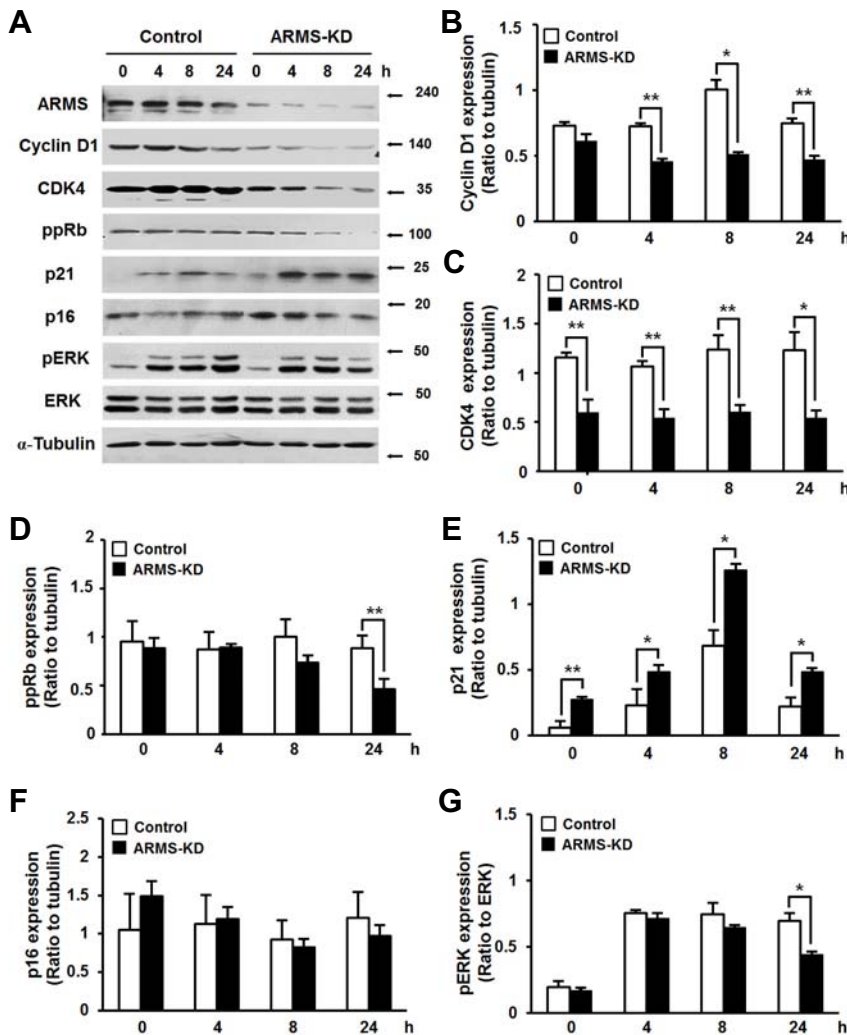 A
Control ARMS-KD
0 4 8 24 0 4 8 24 h
ARMS 240
Cyclin D1 140
CDK4 35
ppRb 100
p21 25
p16 20
pERK 50
ERK 50
α-Tubulin 50
B
Cyclin D1 expression
(Ratio to tubulin)
1.5
1
0.5
0
Control
ARMS-KD
** * **
0 4 8 24 h
C
CDK4 expression
(Ratio to tubulin)
2
1.5
1
0.5
0
Control
ARMS-KD
** ** ** *
0 4 8 24 h
D
ppRb expression
(Ratio to tubulin)
2
1.5
1
0.5
0
Control
ARMS-KD
**
0 4 8 24 h
E
p21 expression
(Ratio to tubulin)
1.5
1
0.5
0
Control
ARMS-KD
** * * *
0 4 8 24 h
F
p16 expression
(Ratio to tubulin)
2.5
2
1.5
1
0.5
0
Control
ARMS-KD
0 4 8 24 h
G
pERK expression
(Ratio to ERK)
1.5
1
0.5
0
Control
ARMS-KD
*
0 4 8 24 h